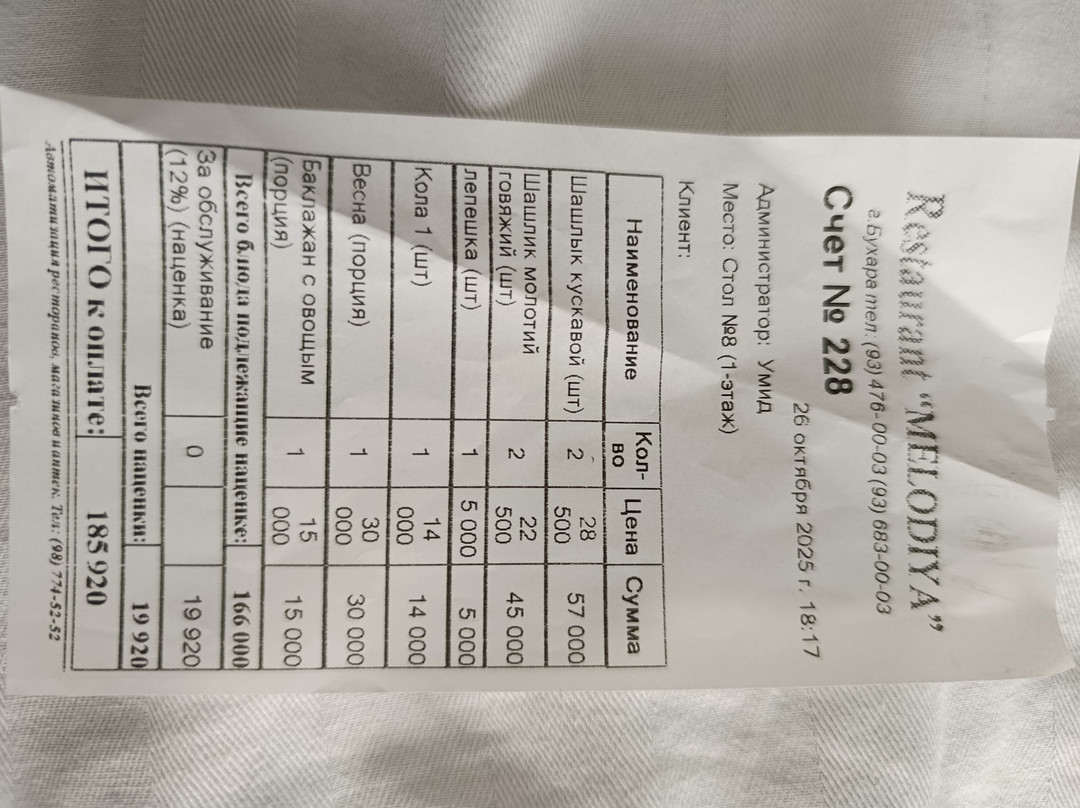 Restaurant “MELODIYA”
г.Бухара тел. (93) 476-00-03 (93) 683-00-03
Счет № 228
26 октября 2025 г. 18:17
Администратор: Умид
Место: Стол №8 (1-этаж)
Клиент:
Наименование Кол-во Цена Сумма
Шашлык кускавой (шт) 2 28 500 57 000
Шашлик молотий говяжий (шт) 2 22 500 45 000
лепешка (шт) 1 5 000 5 000
Кола 1 (шт) 1 14 000 14 000
Весна (порция) 1 30 000 30 000
Баклажан с овощым (порция) 1 15 000 15 000
Всего блюда подлежащие наценке: 166 000
За обслуживание (12%) (наценка) 0 19 920
Всего наценки: 19 920
ИТОГО к оплате: 185 920
Автоматизация ресторанов, магазинов и аптек. Тел: (98) 774-52-52